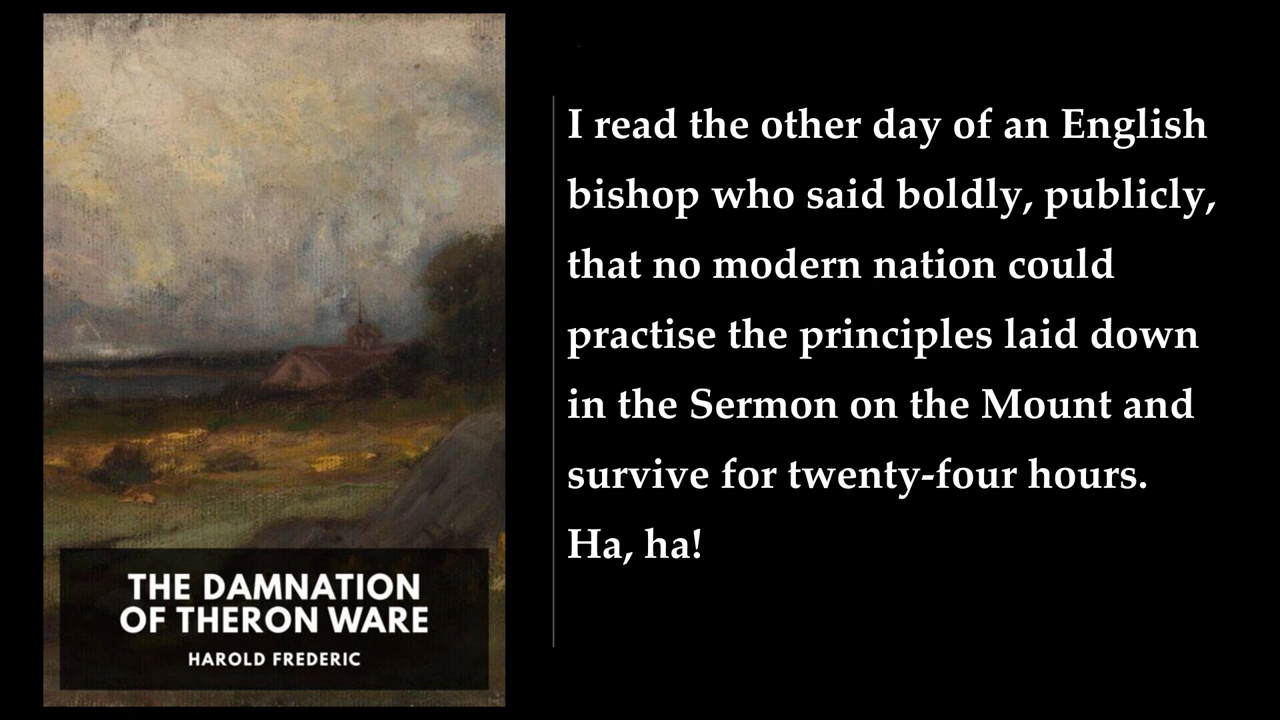 THE DAMNATION
OF THERON WARE
HAROLD FREDERIC
I read the other day of an English
bishop who said boldly, publicly,
that no modern nation could
practise the principles laid down
in the Sermon on the Mount and
survive for twenty-four hours.
Ha, ha!